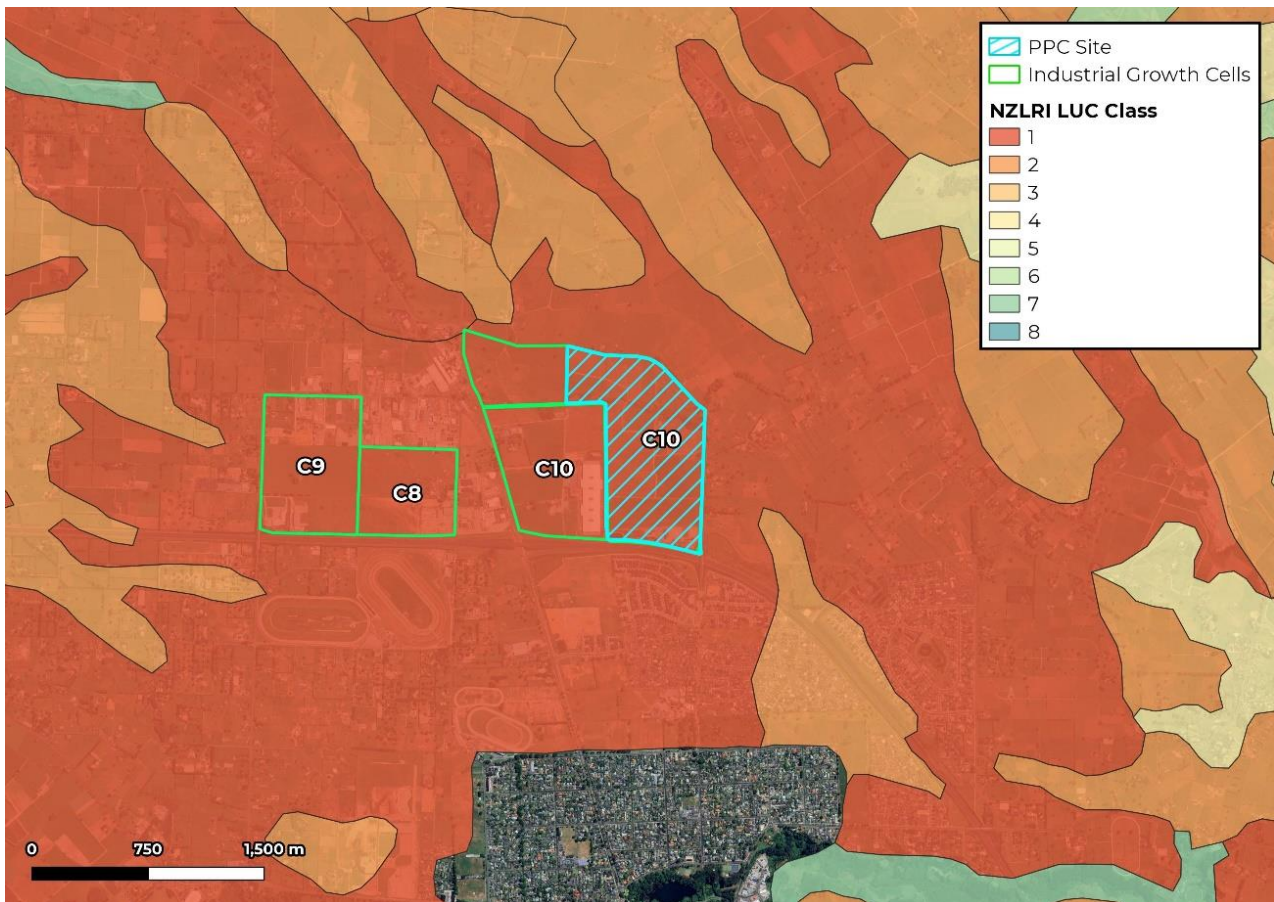 PPC Site
Industrial Growth Cells
NZLRI LUC Class
1
2
3
4
5
6
7
8
C10
C9
C10
C8
0 750 1,500 m